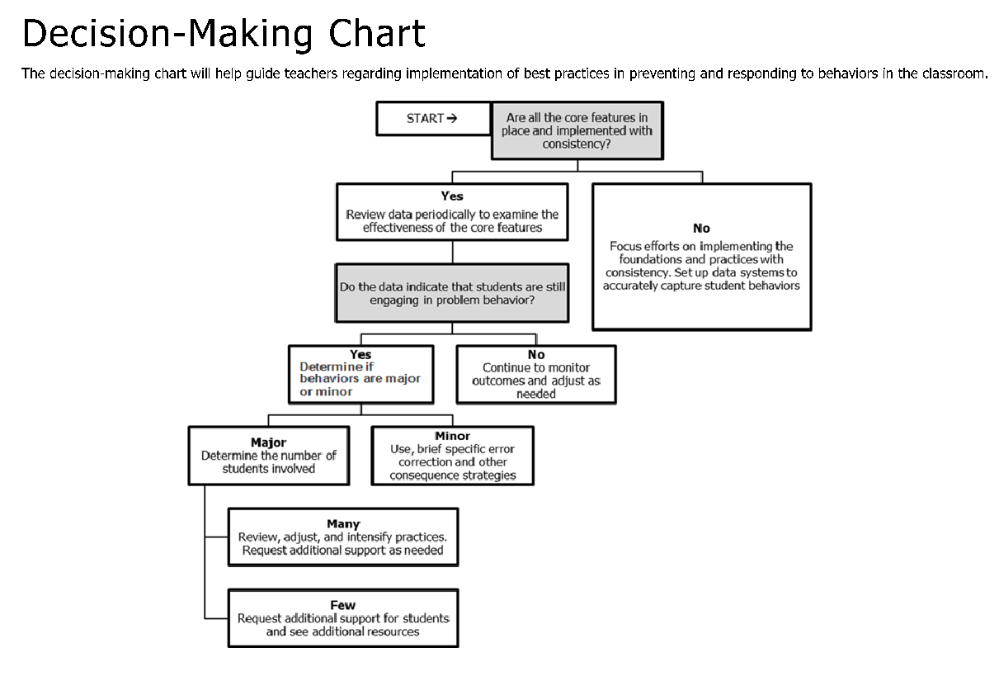 Decision-Making Chart
The decision-making chart will help guide teachers regarding implementation of best practices in preventing and responding to behaviors in the classroom.
START→
Are all the core features in
place and implemented with
consistency?
Yes
Review data periodically to examine the
effectiveness of the core features
No
Focus efforts on implementing the
foundations and practices with
consistency. Set up data systems to
accurately capture student behaviors
Do the data indicate that students are still
engaging in problem behavior?
Yes
Determine if
behaviors are major
or minor
No
Continue to monitor
outcomes and adjust as
needed
Major
Determine the number of
students involved
Minor
Use, brief specific error
correction and other
consequence strategies
Many
Review, adjust, and intensify practices.
Request additional support as needed
Few
Request additional support for students
and see additional resources